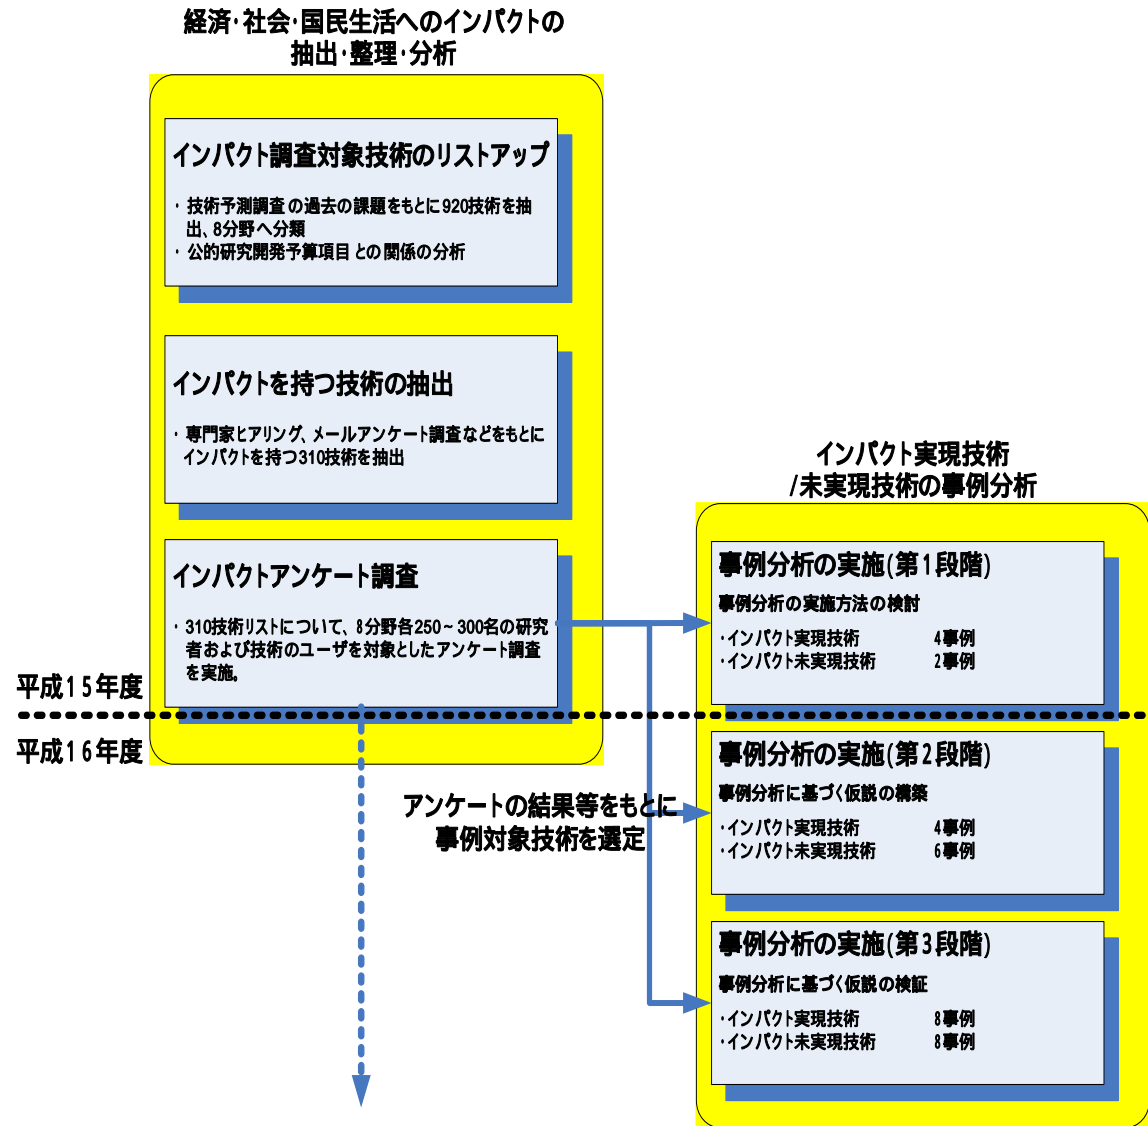 経済・社会・国民生活へのインパクトの
抽出・整理・分析
インパクト調査対象技術のリストアップ
・ 技術予測調査の過去の課題をもとに920技術を抽
出、8分野へ分類
・ 公的研究開発予算項目との関係の分析
インパクトを持つ技術の抽出
・ 専門家ヒアリング、メールアンケート調査などをもとに
インパクトを持つ310技術を抽出
インパクトアンケート調査
・ 310技術リストについて、8分野各250~300名の研究
者および技術のユーザを対象としたアンケート調査
を実施。
平成15年度
平成16年度
アンケートの結果等をもとに
事例対象技術を選定
インパクト実現技術
/未実現技術の事例分析
事例分析の実施(第1段階)
事例分析の実施方法の検討
・インパクト実現技術 4事例
・インパクト未実現技術 2事例
事例分析の実施(第2段階)
事例分析に基づく仮説の構築
・インパクト実現技術 4事例
・インパクト未実現技術 6事例
事例分析の実施(第3段階)
事例分析に基づく仮説の検証
・インパクト実現技術 8事例
・インパクト未実現技術 8事例